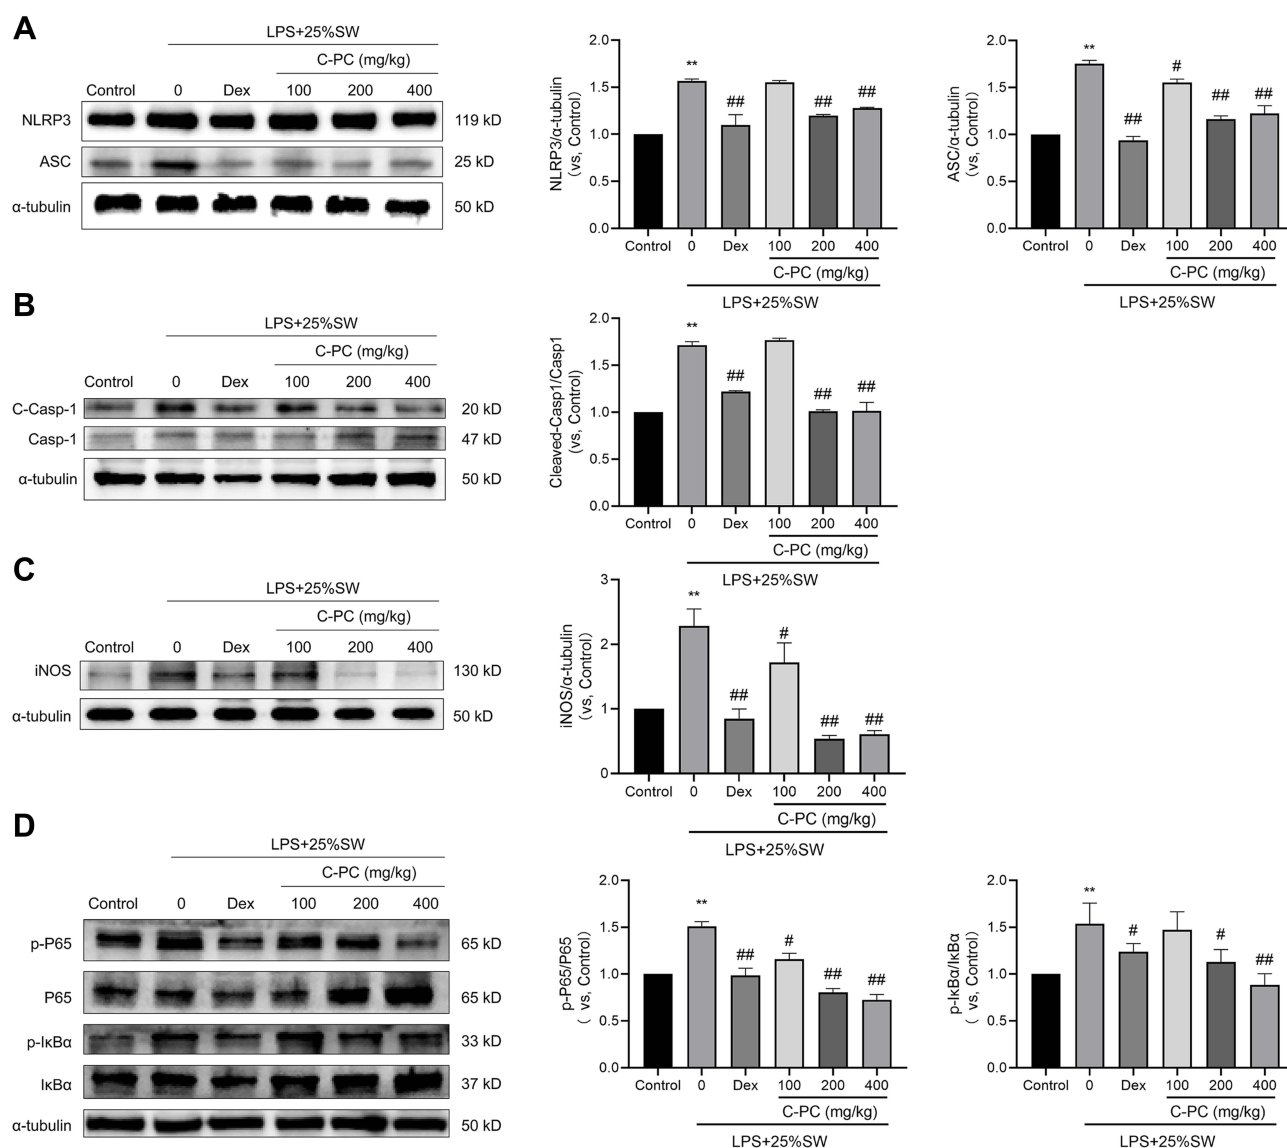 A
LPS+25%SW
C-PC (mg/kg)
Control 0 Dex 100 200 400
NLRP3 119 kD
ASC 25 kD
α-tubulin 50 kD
NLRP3/α-tubulin
(vs, Control)
2.0
1.5
1.0
0.5
0.0
**
##
##
##
Control 0 Dex 100 200 400
C-PC (mg/kg)
LPS+25%SW
ASC/α-tubulin
(vs, Control)
2.0
1.5
1.0
0.5
0.0
**
##
#
##
##
Control 0 Dex 100 200 400
C-PC (mg/kg)
LPS+25%SW
B
LPS+25%SW
C-PC (mg/kg)
Control 0 Dex 100 200 400
C-Casp-1 20 kD
Casp-1 47 kD
α-tubulin 50 kD
Cleaved-Casp1/Casp1
(vs, Control)
2.0
1.5
1.0
0.5
0.0
**
##
##
##
Control 0 Dex 100 200 400
C-PC (mg/kg)
LPS+25%SW
C
LPS+25%SW
C-PC (mg/kg)
Control 0 Dex 100 200 400
iNOS 130 kD
α-tubulin 50 kD
iNOS/α-tubulin
(vs, Control)
3
2
1
0
**
##
#
##
##
Control 0 Dex 100 200 400
C-PC (mg/kg)
LPS+25%SW
D
LPS+25%SW
C-PC (mg/kg)
Control 0 Dex 100 200 400
p-P65 65 kD
P65 65 kD
p-IκBα 33 kD
IκBα 37 kD
α-tubulin 50 kD
p-P65/P65
( vs, Control)
2.0
1.5
1.0
0.5
0.0
**
##
#
##
##
Control 0 Dex 100 200 400
C-PC (mg/kg)
LPS+25%SW
p-IκBα/IκBα
( vs, Control)
2.0
1.5
1.0
0.5
0.0
**
#
#
##
Control 0 Dex 100 200 400
C-PC (mg/kg)
LPS+25%SW